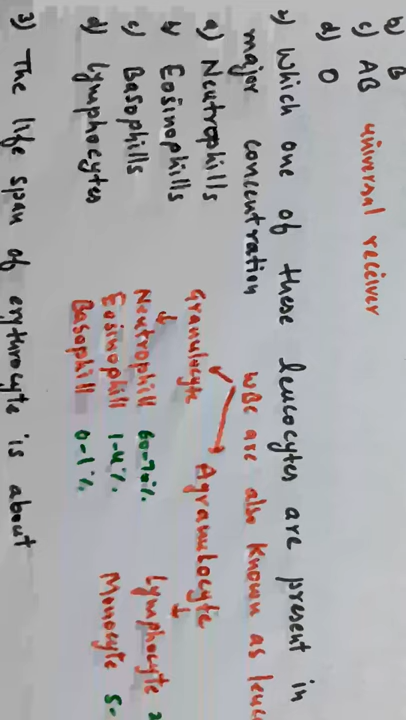 b) B
c) AB universal receiver
d) O
2) Which one of these leucocytes are present in
major concentration WBC are also known as
a) Neutrophills Granulocyte Agranulocyte
b) Eosinophills
c) Basophills Neutrophill 60-70% Lymphocyte
d) Lymphocytes Eosinophill 1-4% Monocyte
Basophill 0-1%
3) The life span of erythrocyte is about